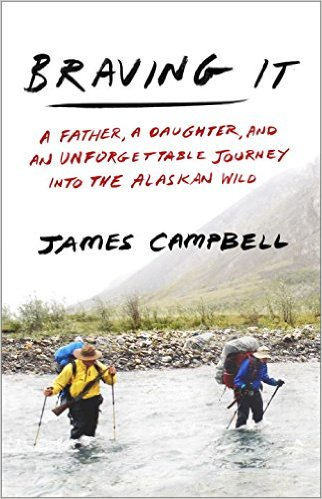 BRAVING IT
A FATHER, A DAUGHTER, AND
AN UNFORGETTABLE JOURNEY
INTO THE ALASKAN WILD
JAMES CAMPBELL